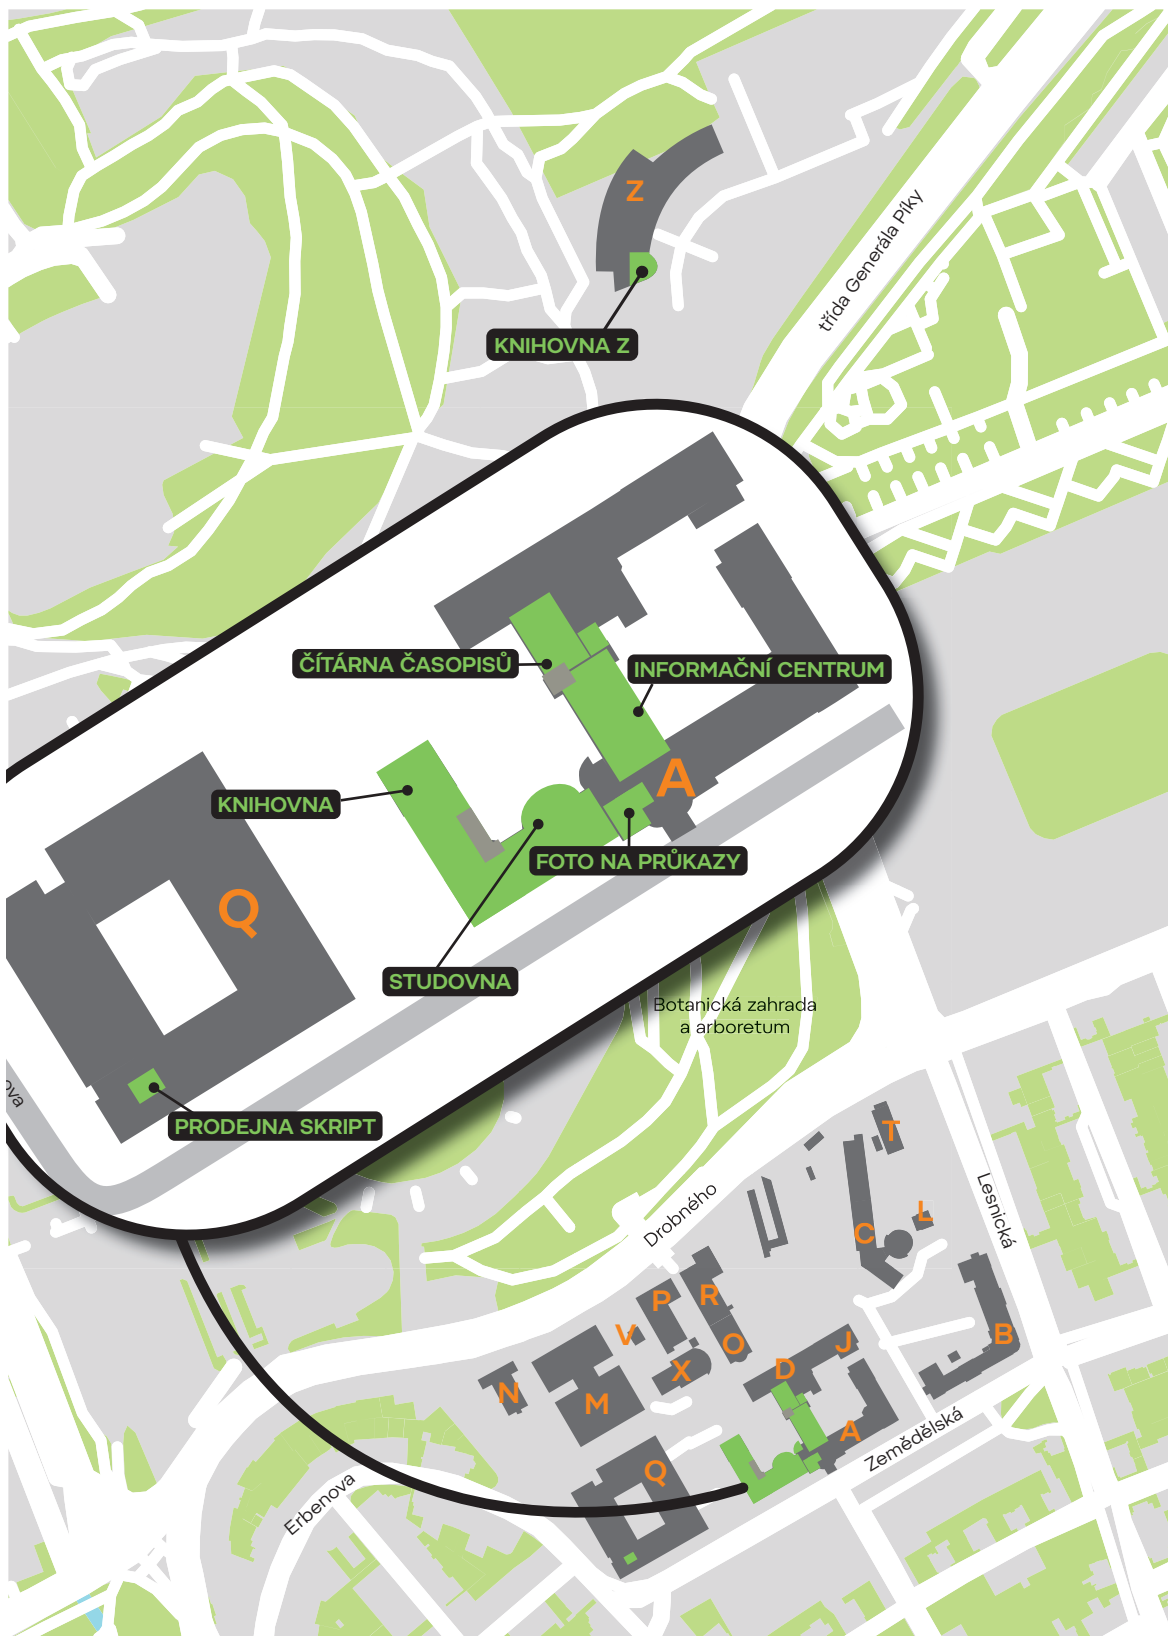 Z
třída Generála Píky
KNIHOVNA Z
ČÍTÁRNA ČASOPISŮ
INFORMAČNÍ CENTRUM
A
KNIHOVNA
FOTO NA PRŮKAZY
Q
STUDOVNA
Botanická zahrada
a arboretum
ova
PRODEJNA SKRIPT
T
Lesnická
Drobného
L
C
R
P
V
O
J
B
X
D
N
M
A
Zemědělská
Q
Erbenova